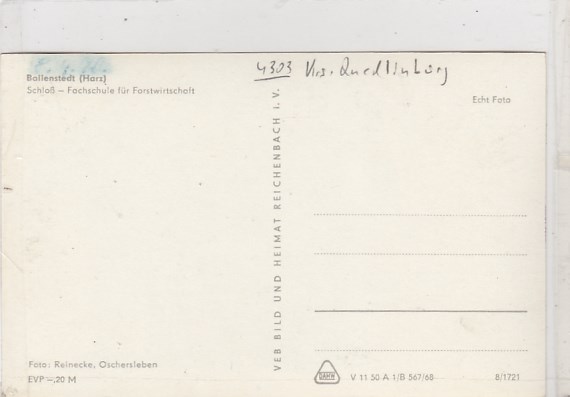 4303 Krs. Quedlinburg
Ballenstedt (Harz)
Schloß – Fachschule für Forstwirtschaft
Echt Foto
VEB BILD UND HEIMAT REICHENBACH i. V.
Foto: Reinecke, Oschersleben
EVP –,20 M
V 11 50 A 1/B 567/68
8/1721